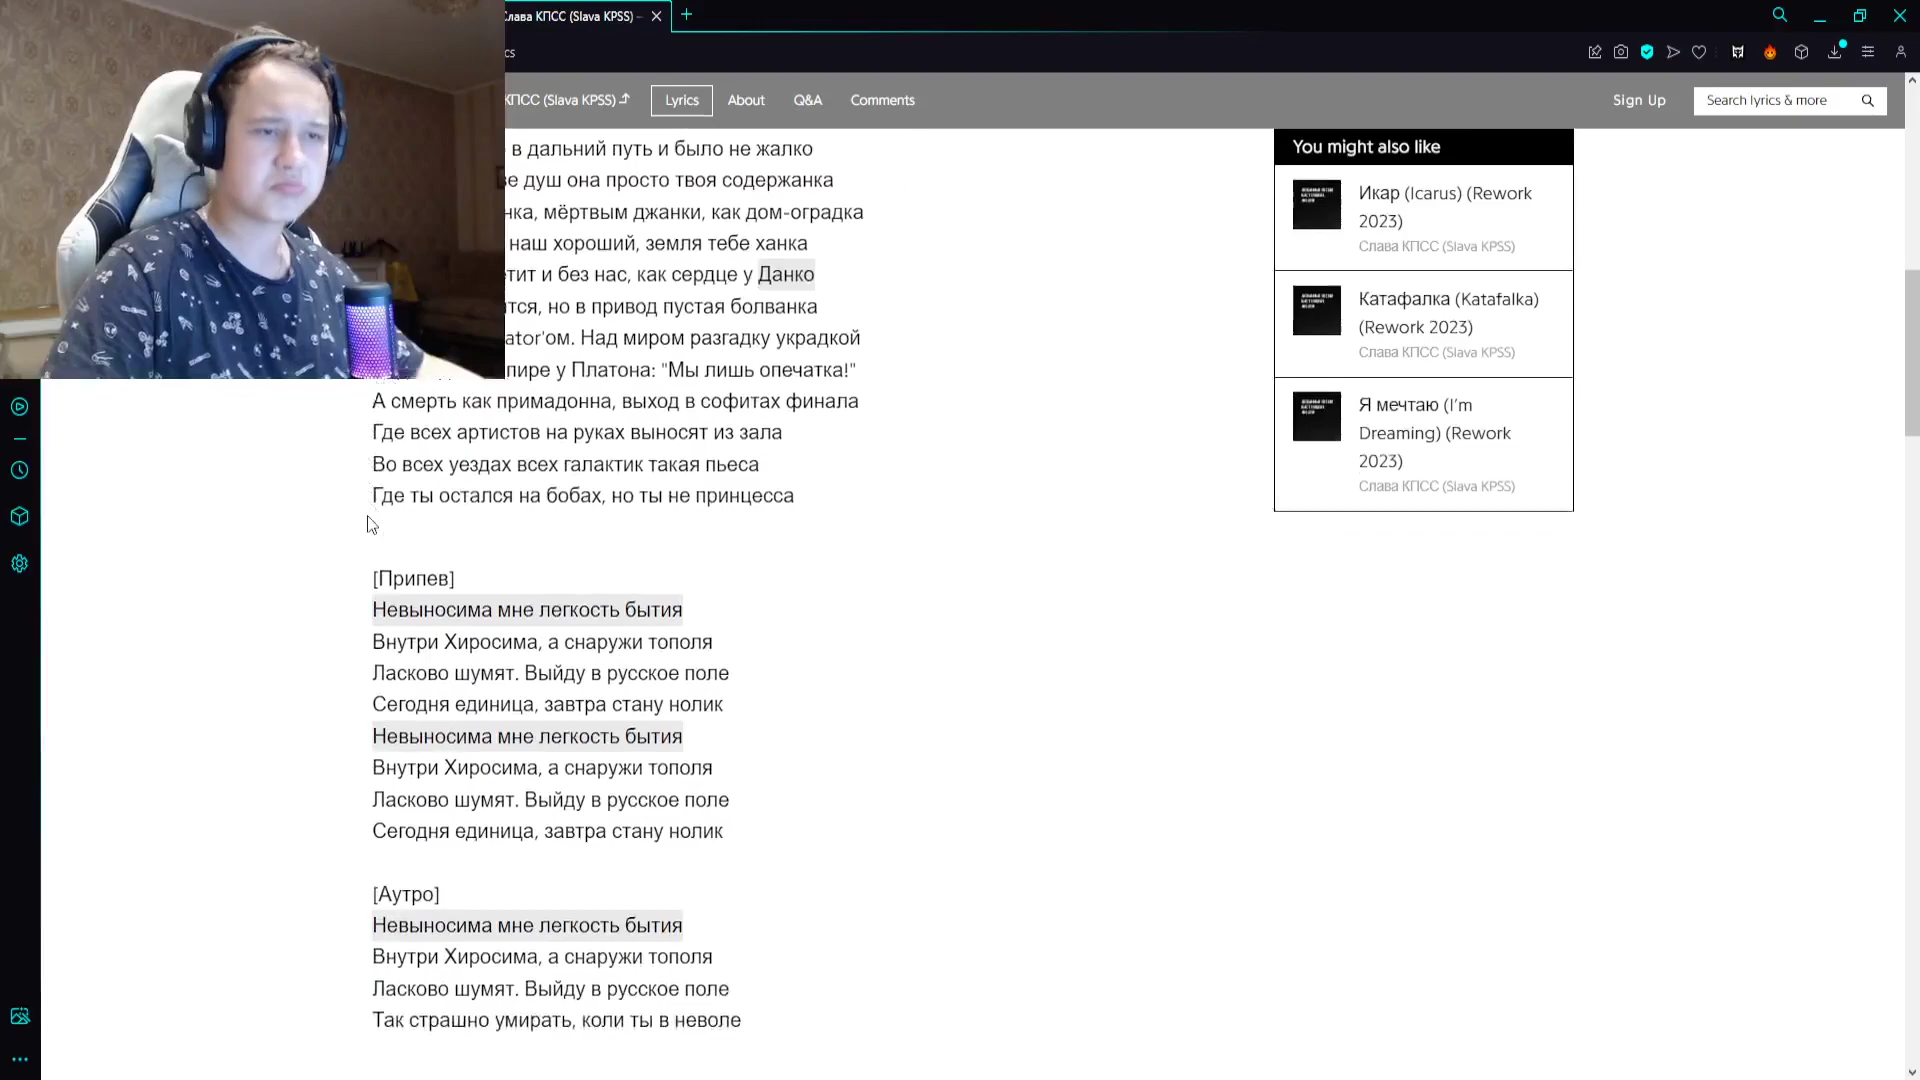 Слава КПСС (Slava KPSS) –
cs
КПСС (Slava KPSS)
Lyrics
About
Q&A
Comments
Sign Up
Search lyrics & more
в дальний путь и было не жалко
душ она просто твоя содержанка
нка, мёртвым джанки, как дом-оградка
наш хороший, земля тебе ханка
тит и без нас, как сердце у Данко
тся, но в привод пустая болванка
ator'ом. Над миром разгадку украдкой
пире у Платона: "Мы лишь опечатка!"
А смерть как примадонна, выход в софитах финала
Где всех артистов на руках выносят из зала
Во всех уездах всех галактик такая пьеса
Где ты остался на бобах, но ты не принцесса
[Припев]
Невыносима мне легкость бытия
Внутри Хиросима, а снаружи тополя
Ласково шумят. Выйду в русское поле
Сегодня единица, завтра стану нолик
Невыносима мне легкость бытия
Внутри Хиросима, а снаружи тополя
Ласково шумят. Выйду в русское поле
Сегодня единица, завтра стану нолик
[Аутро]
Невыносима мне легкость бытия
Внутри Хиросима, а снаружи тополя
Ласково шумят. Выйду в русское поле
Так страшно умирать, коли ты в неволе
You might also like
Икар (Icarus) (Rework
2023)
Слава КПСС (Slava KPSS)
Катафалка (Katafalka)
(Rework 2023)
Слава КПСС (Slava KPSS)
Я мечтаю (I'm
Dreaming) (Rework
2023)
Слава КПСС (Slava KPSS)